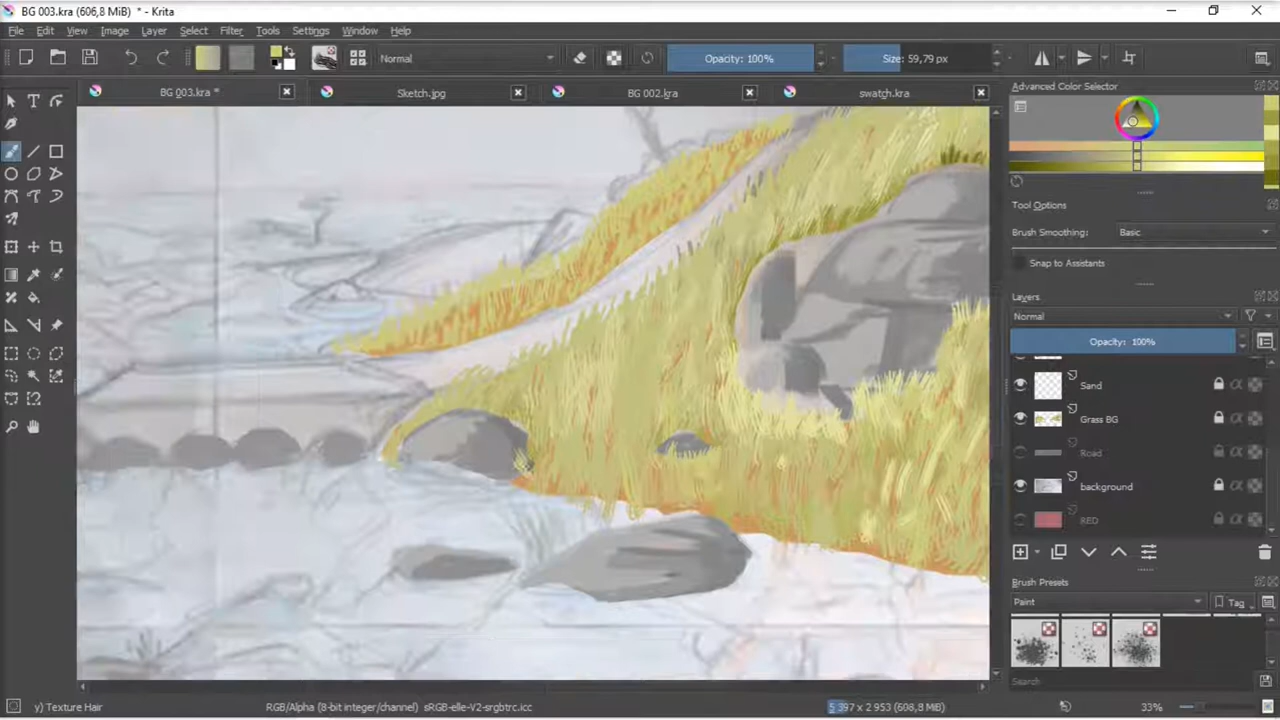 BG 003.kra (606,8 MiB) * - Krita
File Edit View Image Layer Select Filter Tools Settings Window Help
Normal Opacity: 100% Size: 59,79 px
BG 003.kra * Sketch.jpg BG 002.kra swatch.kra
Advanced Color Selector
Tool Options
Brush Smoothing: Basic
Snap to Assistants
Layers
Normal
Opacity: 100%
Sand
Grass BG
Road
background
RED
Brush Presets
Paint Tag
Search
y) Texture Hair RGB/Alpha (8-bit integer/channel) sRGB-elle-V2-srgbtrc.icc 5 397 x 2 953 (608,8 MiB) 33%